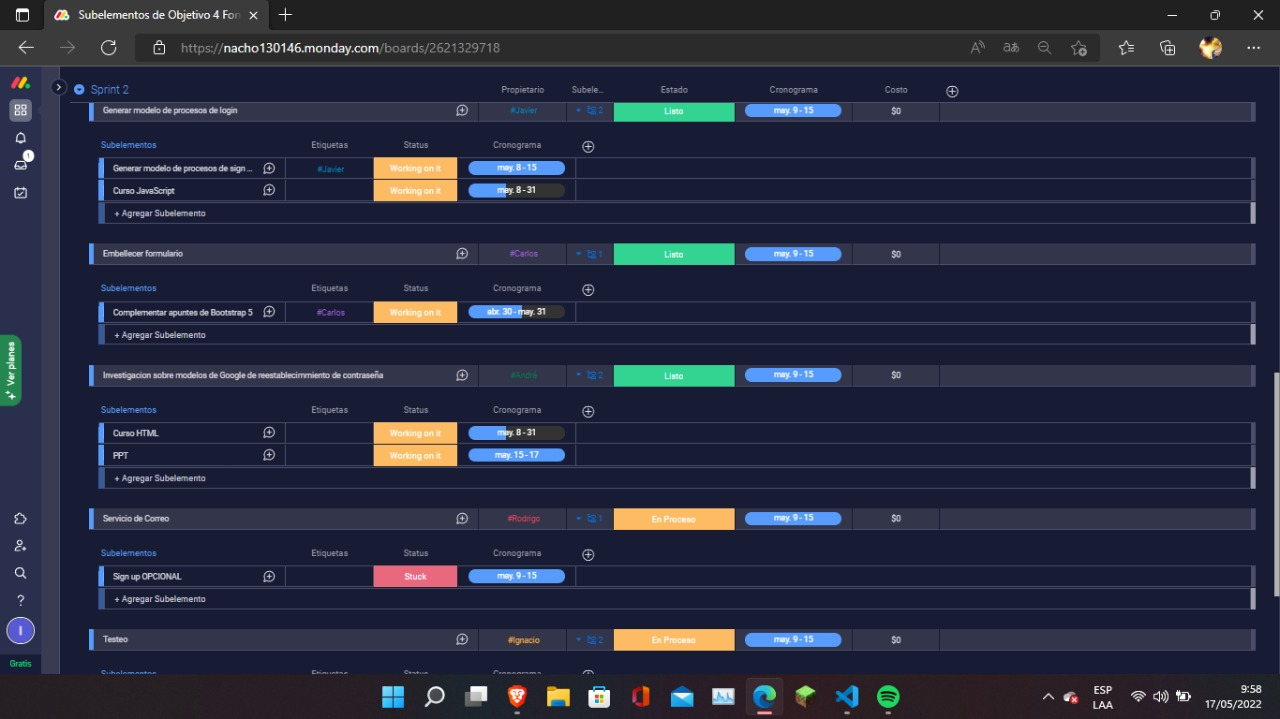 Subelementos de Objetivo 4 Fon
https://nacho130146.monday.com/boards/2621329718
Sprint 2 Propietario Subele... Estado Cronograma Costo
Generar modelo de procesos de login #Javier 2 Listo may. 9 - 15 $0
Subelementos Etiquetas Status Cronograma
Generar modelo de procesos de sign ... #Javier Working on it may. 8 - 15
Curso JavaScript Working on it may. 8 - 31
+ Agregar Subelemento
Embellecer formulario #Carlos 1 Listo may. 9 - 15 $0
Subelementos Etiquetas Status Cronograma
Complementar apuntes de Bootstrap 5 #Carlos Working on it abr. 30 - may. 31
+ Agregar Subelemento
Investigacion sobre modelos de Google de reestablecimmiento de contraseña #André 2 Listo may. 9 - 15 $0
Subelementos Etiquetas Status Cronograma
Curso HTML Working on it may. 8 - 31
PPT Working on it may. 15 - 17
+ Agregar Subelemento
Servicio de Correo #Rodrigo 1 En Proceso may. 9 - 15 $0
Subelementos Etiquetas Status Cronograma
Sign up OPCIONAL Stuck may. 9 - 15
+ Agregar Subelemento
Testeo #Ignacio 2 En Proceso may. 9 - 15 $0
Subelementos Etiquetas Status Cronograma
1
Ver planes
?
I
Gratis
ESP
LAA
9:58
17/05/2022